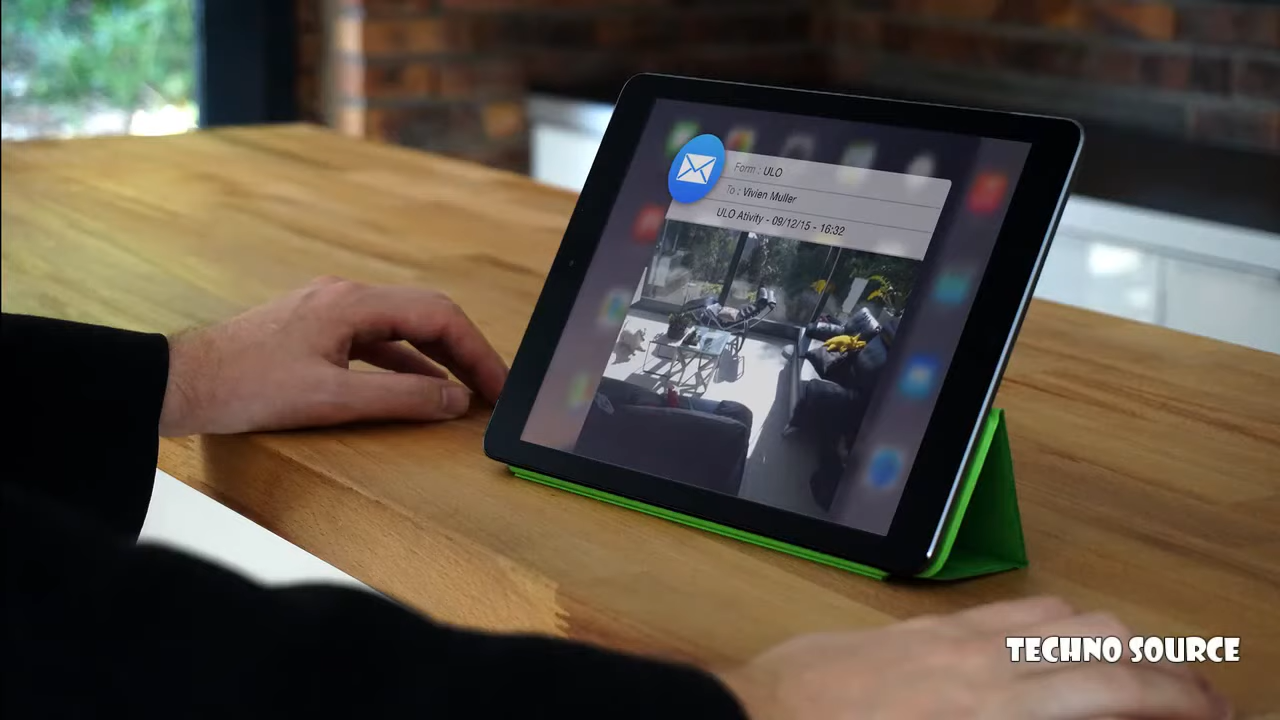 Form : ULO
To : Vivien Muller
ULO Ativity - 09/12/15 - 16:32
TECHNO SOURCE